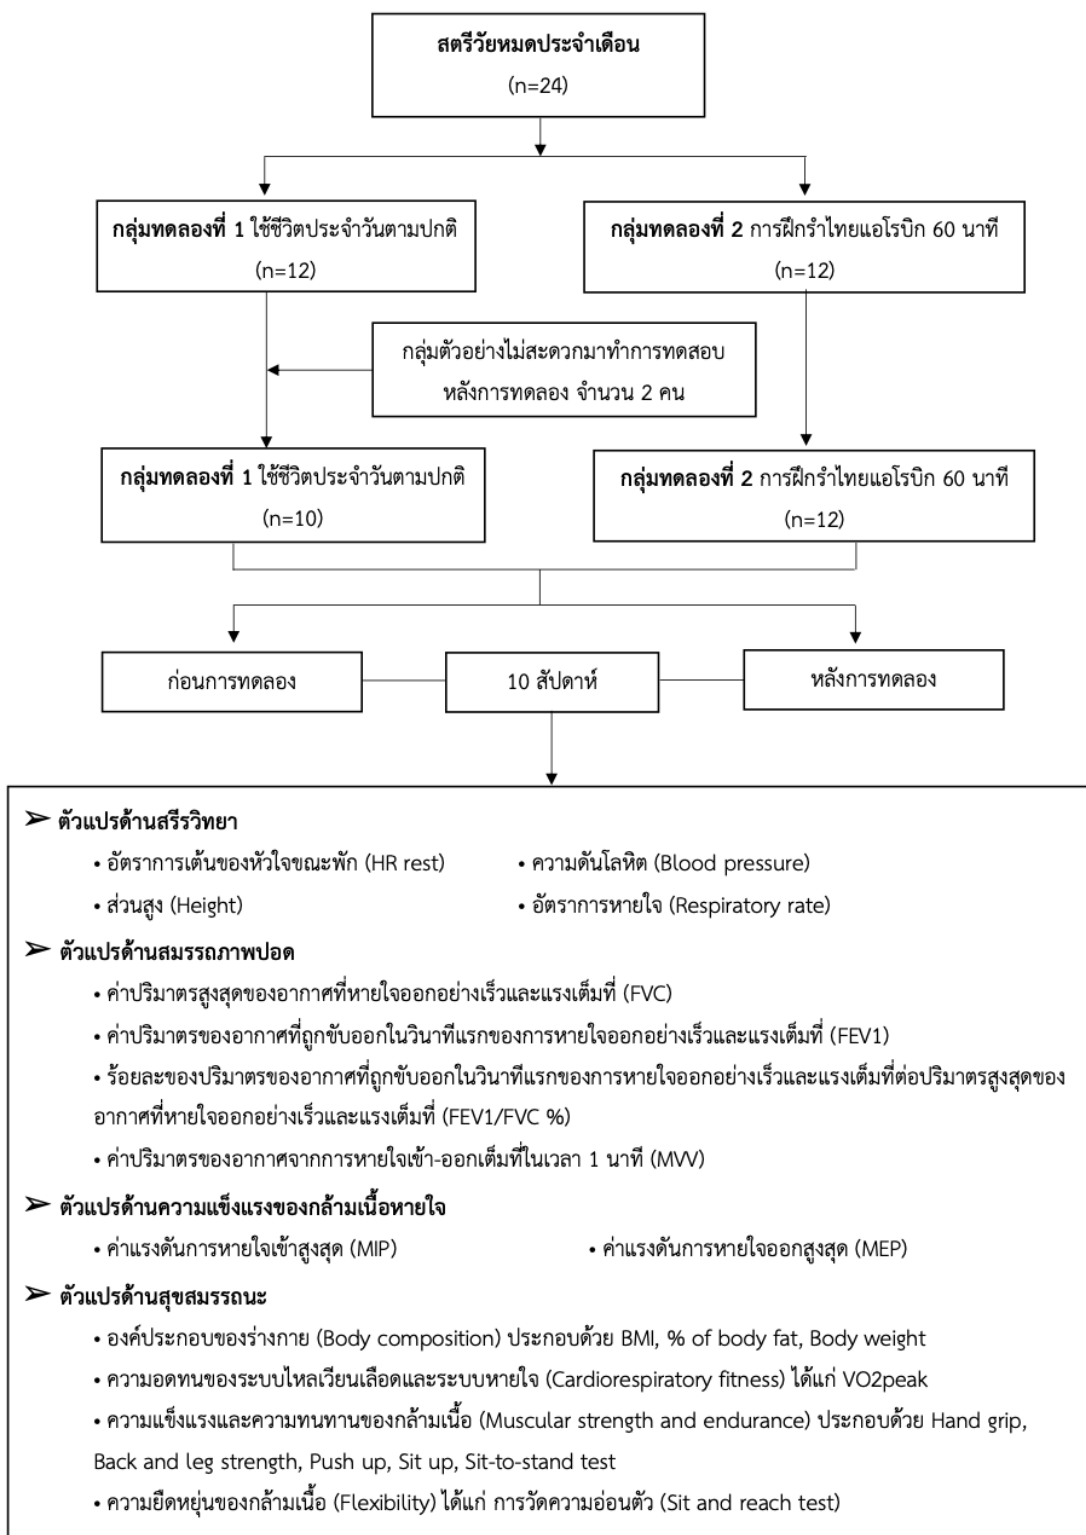 สตรีวัยหมดประจำเดือน
(n=24)
กลุ่มทดลองที่ 1 ใช้ชีวิตประจำวันตามปกติ
(n=12)
กลุ่มทดลองที่ 2 การฝึกรำไทยแอโรบิก 60 นาที
(n=12)
กลุ่มตัวอย่างไม่สะดวกมาทำการทดสอบ
หลังการทดลอง จำนวน 2 คน
กลุ่มทดลองที่ 1 ใช้ชีวิตประจำวันตามปกติ
(n=10)
กลุ่มทดลองที่ 2 การฝึกรำไทยแอโรบิก 60 นาที
(n=12)
ก่อนการทดลอง
10 สัปดาห์
หลังการทดลอง
➢ ตัวแปรด้านสรีรวิทยา
• อัตราการเต้นของหัวใจขณะพัก (HR rest) • ความดันโลหิต (Blood pressure)
• ส่วนสูง (Height) • อัตราการหายใจ (Respiratory rate)
➢ ตัวแปรด้านสมรรถภาพปอด
• ค่าปริมาตรสูงสุดของอากาศที่หายใจออกอย่างเร็วและแรงเต็มที่ (FVC)
• ค่าปริมาตรของอากาศที่ถูกขับออกในวินาทีแรกของการหายใจออกอย่างเร็วและแรงเต็มที่ (FEV1)
• ร้อยละของปริมาตรของอากาศที่ถูกขับออกในวินาทีแรกของการหายใจออกอย่างเร็วและแรงเต็มที่ต่อปริมาตรสูงสุดของ
อากาศที่หายใจออกอย่างเร็วและแรงเต็มที่ (FEV1/FVC %)
• ค่าปริมาตรของอากาศจากการหายใจเข้า-ออกเต็มที่ในเวลา 1 นาที (MVV)
➢ ตัวแปรด้านความแข็งแรงของกล้ามเนื้อหายใจ
• ค่าแรงดันการหายใจเข้าสูงสุด (MIP) • ค่าแรงดันการหายใจออกสูงสุด (MEP)
➢ ตัวแปรด้านสุขสมรรถนะ
• องค์ประกอบของร่างกาย (Body composition) ประกอบด้วย BMI, % of body fat, Body weight
• ความอดทนของระบบไหลเวียนเลือดและระบบหายใจ (Cardiorespiratory fitness) ได้แก่ VO2peak
• ความแข็งแรงและความทนทานของกล้ามเนื้อ (Muscular strength and endurance) ประกอบด้วย Hand grip,
Back and leg strength, Push up, Sit up, Sit-to-stand test
• ความยืดหยุ่นของกล้ามเนื้อ (Flexibility) ได้แก่ การวัดความอ่อนตัว (Sit and reach test)